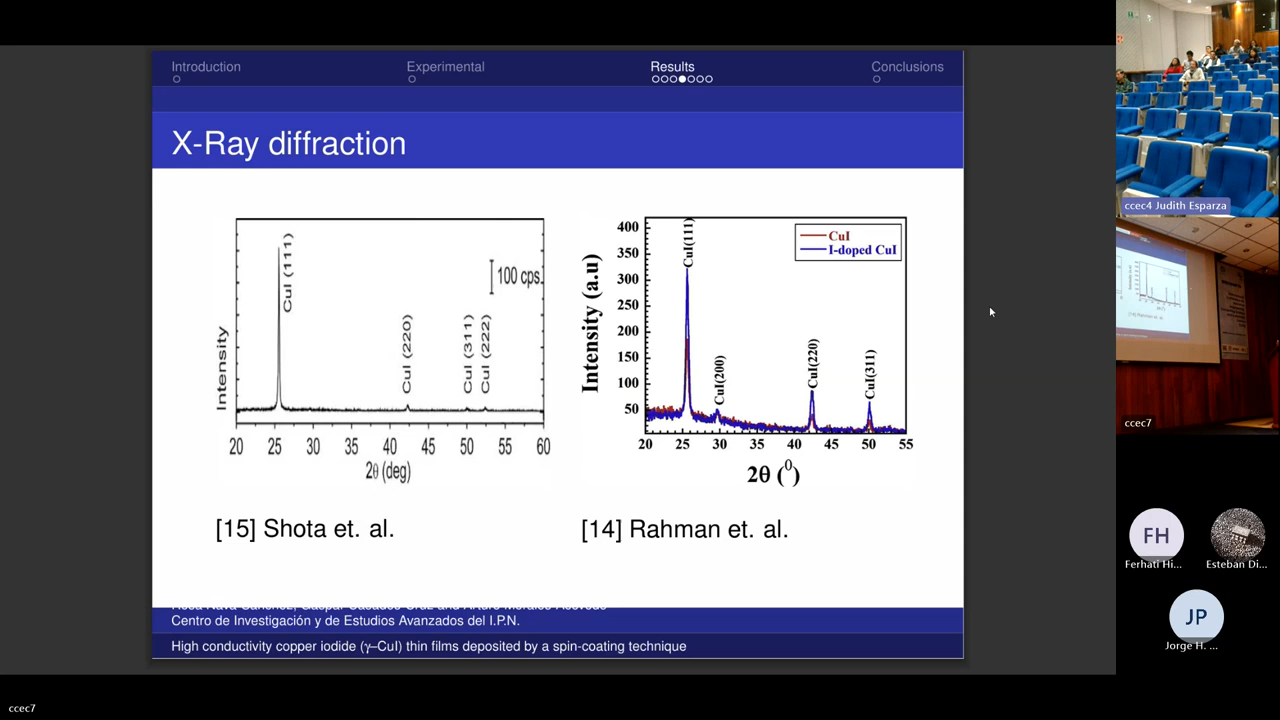 Introduction
Experimental
Results
Conclusions
X-Ray diffraction
Intensity
CuI (111)
CuI (220)
CuI (311)
CuI (222)
100 cps.
20 25 30 35 40 45 50 55 60
2θ (deg)
[15] Shota et. al.
Intensity (a.u)
400
350
300
250
200
150
100
50
CuI(111)
CuI(200)
CuI(220)
CuI(311)
CuI
I-doped CuI
20 25 30 35 40 45 50 55
2θ (⁰)
[14] Rahman et. al.
Centro de Investigación y de Estudios Avanzados del I.P.N.
High conductivity copper iodide (γ–CuI) thin films deposited by a spin-coating technique
ccec4 Judith Esparza
ccec7
FH
Ferhati Hi...
Esteban Di...
JP
Jorge H. ...
ccec7